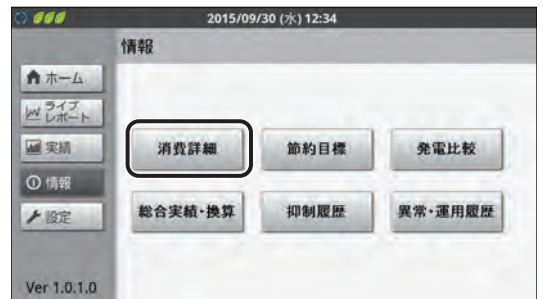 2015/09/30 (水) 12:34
情報
ホーム
ライブ
レポート
実績
情報
設定
Ver 1.0.1.0
消費詳細
節約目標
発電比較
総合実績・換算
抑制履歴
異常・運用履歴